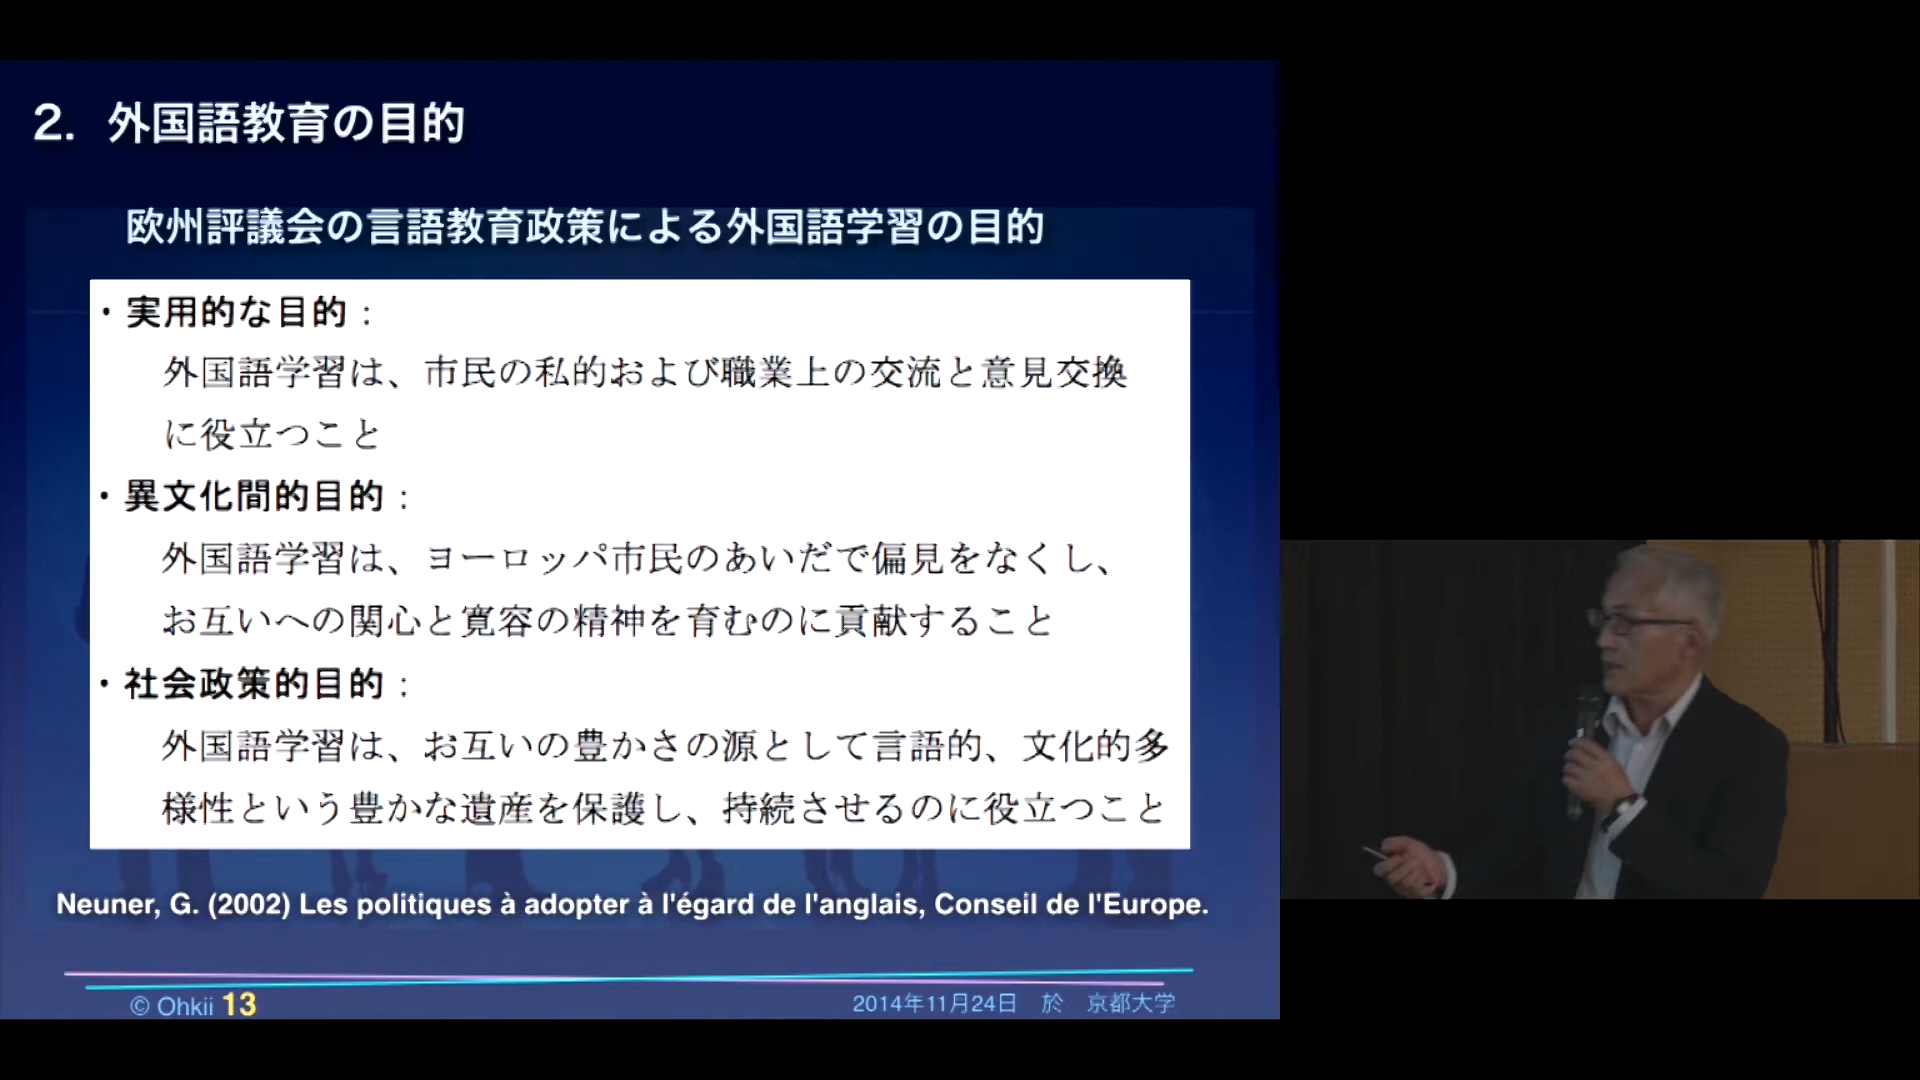 2. 外国語教育の目的
欧州評議会の言語教育政策による外国語学習の目的
・実用的な目的：
外国語学習は、市民の私的および職業上の交流と意見交換
に役立つこと
・異文化間的目的：
外国語学習は、ヨーロッパ市民のあいだで偏見をなくし、
お互いへの関心と寛容の精神を育むのに貢献すること
・社会政策的目的：
外国語学習は、お互いの豊かさの源として言語的、文化的多
様性という豊かな遺産を保護し、持続させるのに役立つこと
Neuner, G. (2002) Les politiques à adopter à l'égard de l'anglais, Conseil de l'Europe.
© Ohkii 13
2014年11月24日 於 京都大学